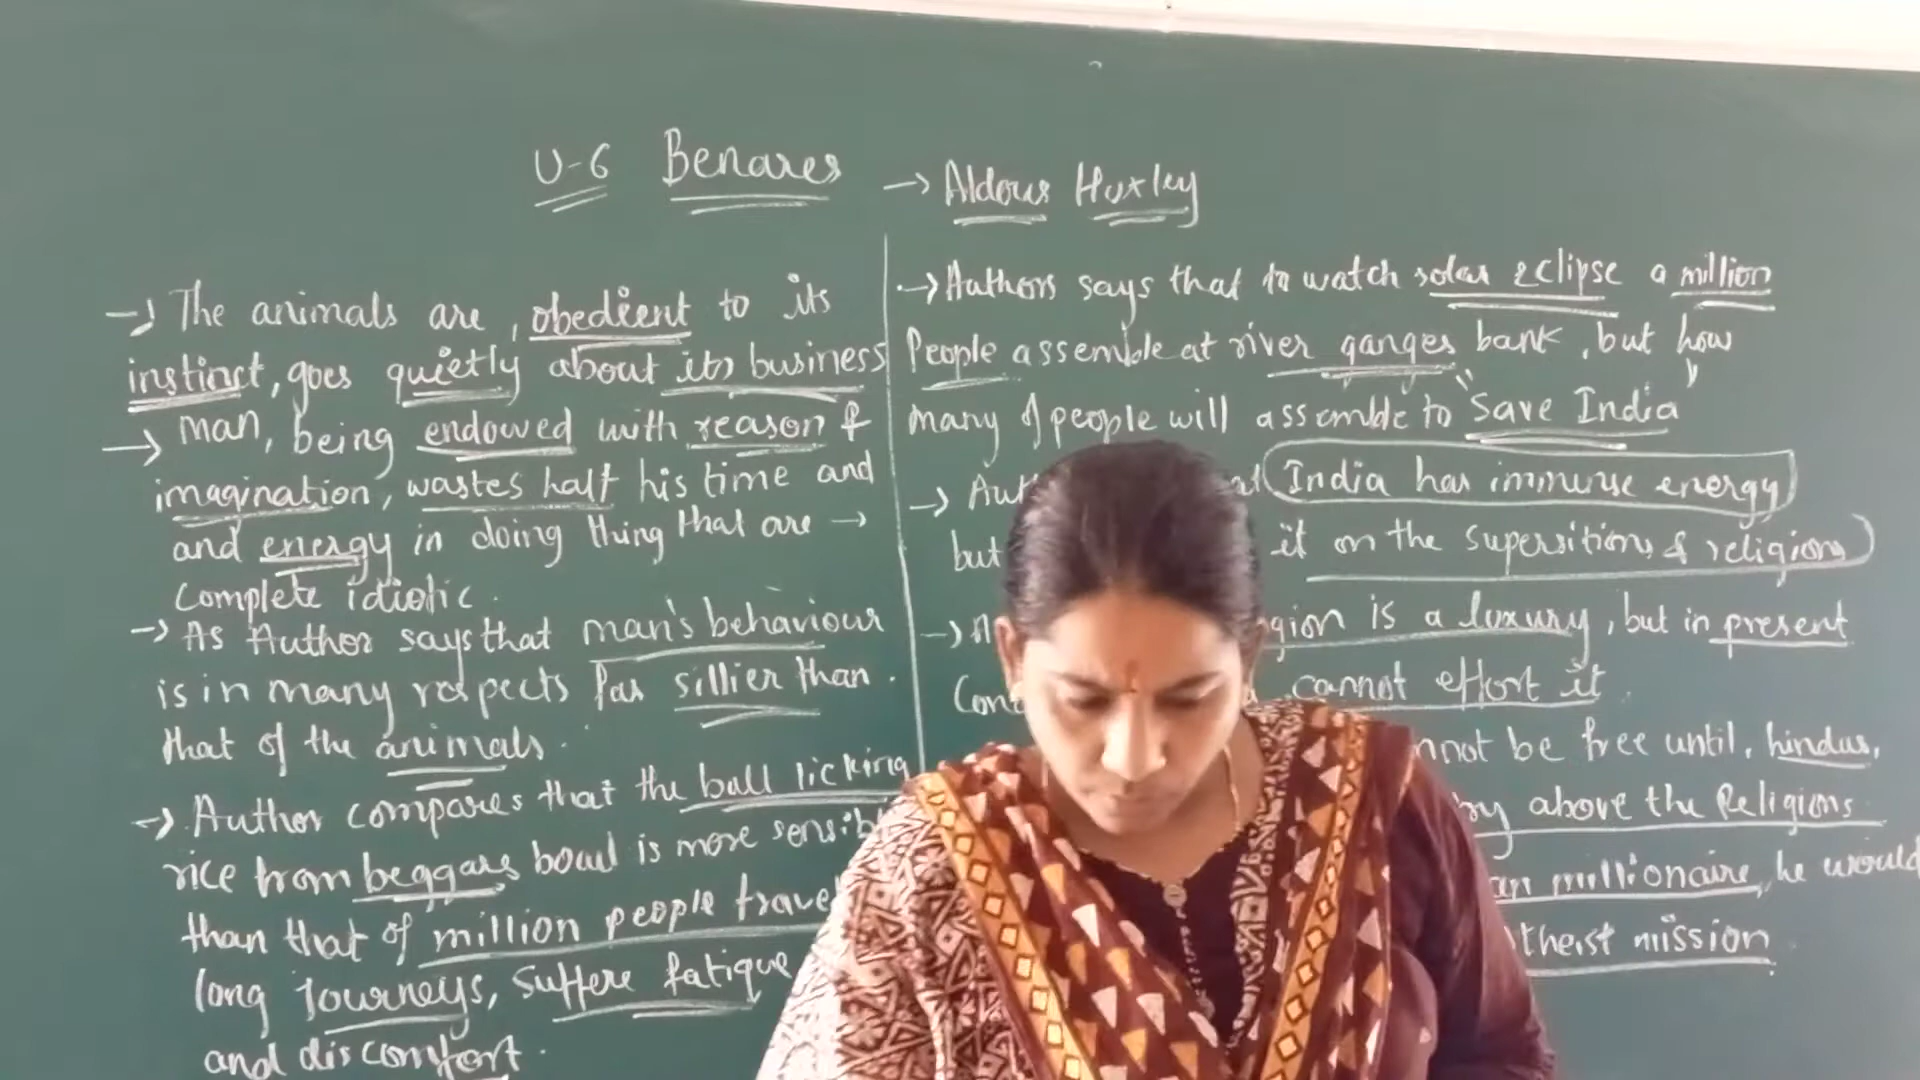 U-6 Benares → Aldous Huxley
→ The animals are, obedient to its
instinct, goes quietly about its business
→ man, being endowed with reason &
imagination, wastes half his time and
and energy in doing thing that are →
complete idiotic.
→ As Author says that man's behaviour
is in many respects far sillier than.
that of the animals.
→ Author compares that the bull licking
rice from beggars bowl is more
than that of million people
long journeys, suffere fatique
and discomfort.
→ Authors says that to watch solar eclipse a million
People assemble at river ganges bank, but how
many of people will assemble to "Save India"
→ India has immense energy
but it on the supersitions & religions
→ is a luxury, but in present
cannot effort it.
be free until, hindus,
above the Religions
millionaire, he would
mission